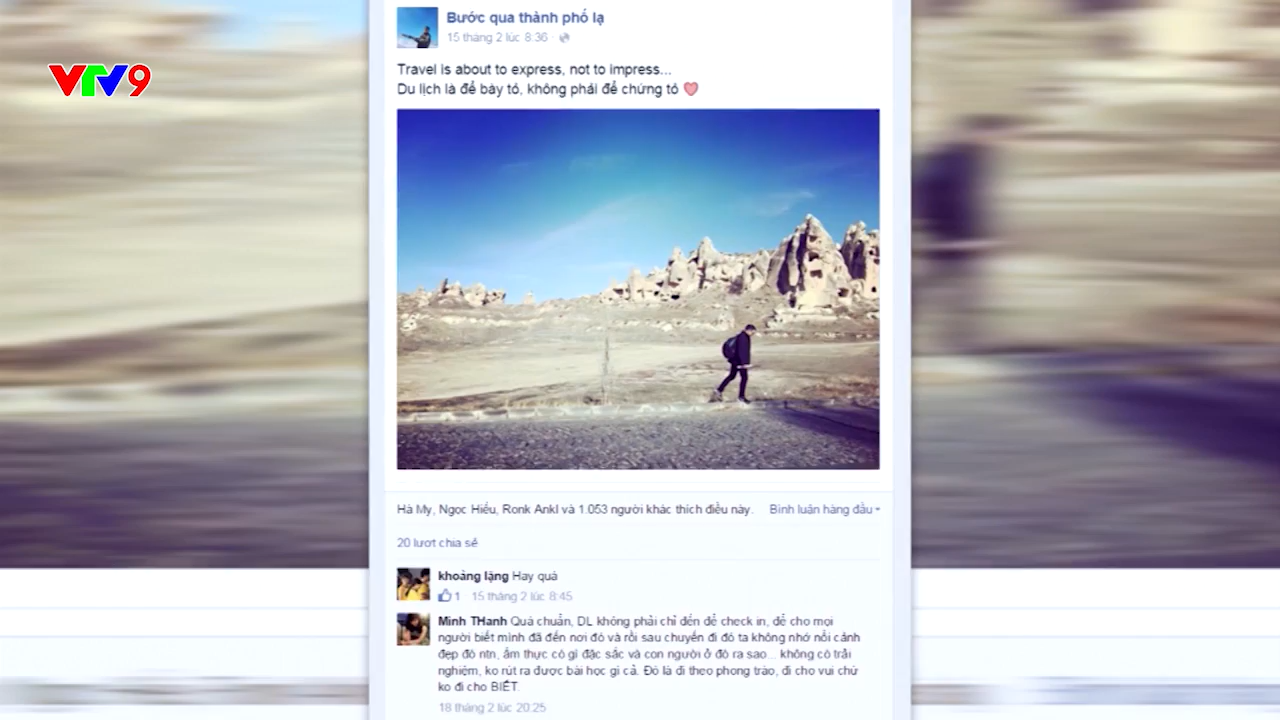 VTV9
Bước qua thành phố lạ
15 tháng 2 lúc 8:36 ·
Travel is about to express, not to impress...
Du lịch là để bày tỏ, không phải để chứng tỏ
Hà My, Ngọc Hiếu, Ronk Ankl và 1.053 người khác thích điều này.
Bình luận hàng đầu
20 lượt chia sẻ
khoảng lặng Hay quá
1 · 15 tháng 2 lúc 8:45
Minh THanh Quá chuẩn, DL không phải chỉ đến để check in, để cho mọi
người biết mình đã đến nơi đó và rồi sau chuyến đi đó ta không nhớ nổi cảnh
đẹp đó ntn, ẩm thực có gì đặc sắc và con người ở đó ra sao... không có trải
nghiệm, ko rút ra được bài học gì cả. Đó là đi theo phong trào, đi cho vui chứ
ko đi cho BIẾT.
18 tháng 2 lúc 20:25